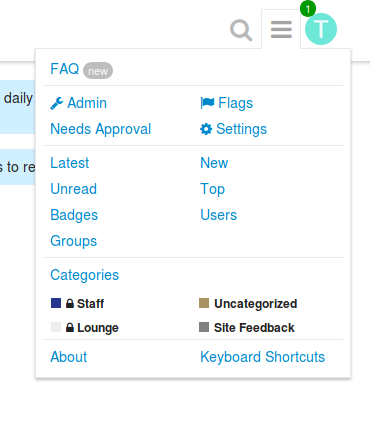 1
T
FAQ new
daily
Admin Flags
Needs Approval Settings
s to re
Latest New
Unread Top
Badges Users
Groups
Categories
Staff Uncategorized
Lounge Site Feedback
About Keyboard Shortcuts